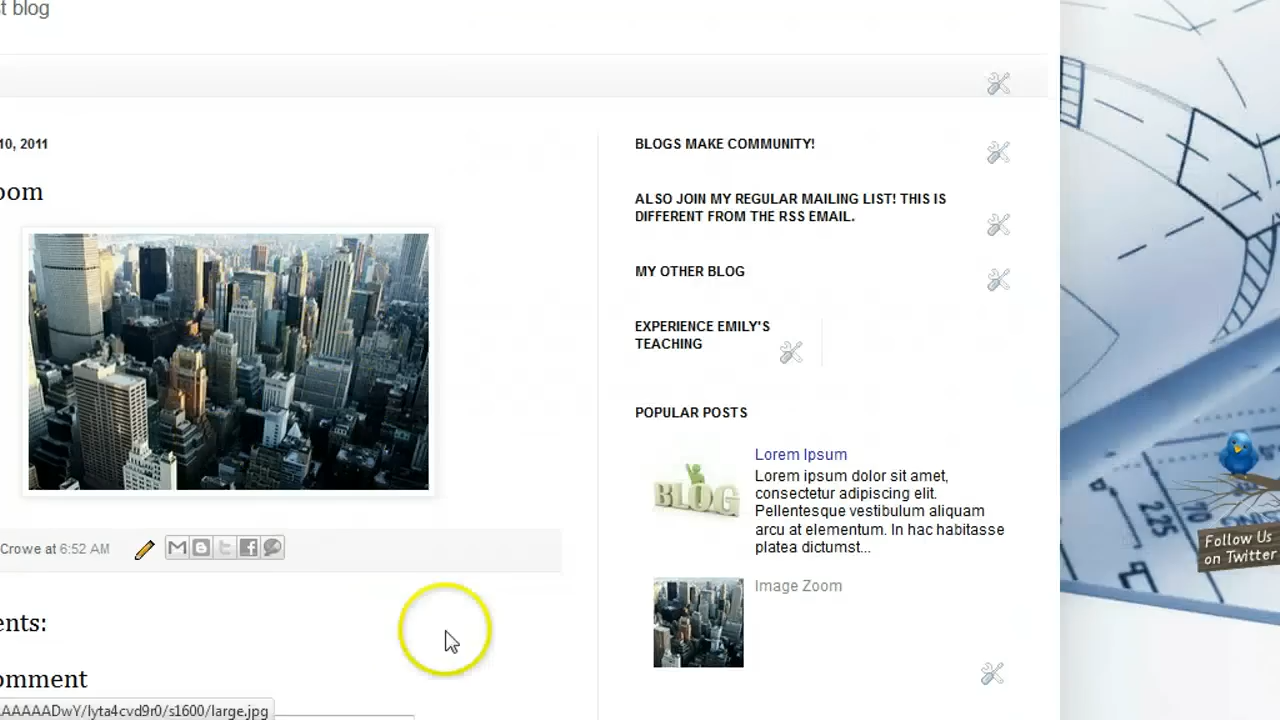 t blog
10, 2011
oom
Crowe at 6:52 AM
ents:
omment
AAAAADwY/lyta4cvd9r0/s1600/large.jpg
BLOGS MAKE COMMUNITY!
ALSO JOIN MY REGULAR MAILING LIST! THIS IS
DIFFERENT FROM THE RSS EMAIL.
MY OTHER BLOG
EXPERIENCE EMILY'S
TEACHING
POPULAR POSTS
BLOG
Lorem Ipsum
Lorem ipsum dolor sit amet,
consectetur adipiscing elit.
Pellentesque vestibulum aliquam
arcu at elementum. In hac habitasse
platea dictumst...
Image Zoom
2.25
70
Follow Us
on Twitter